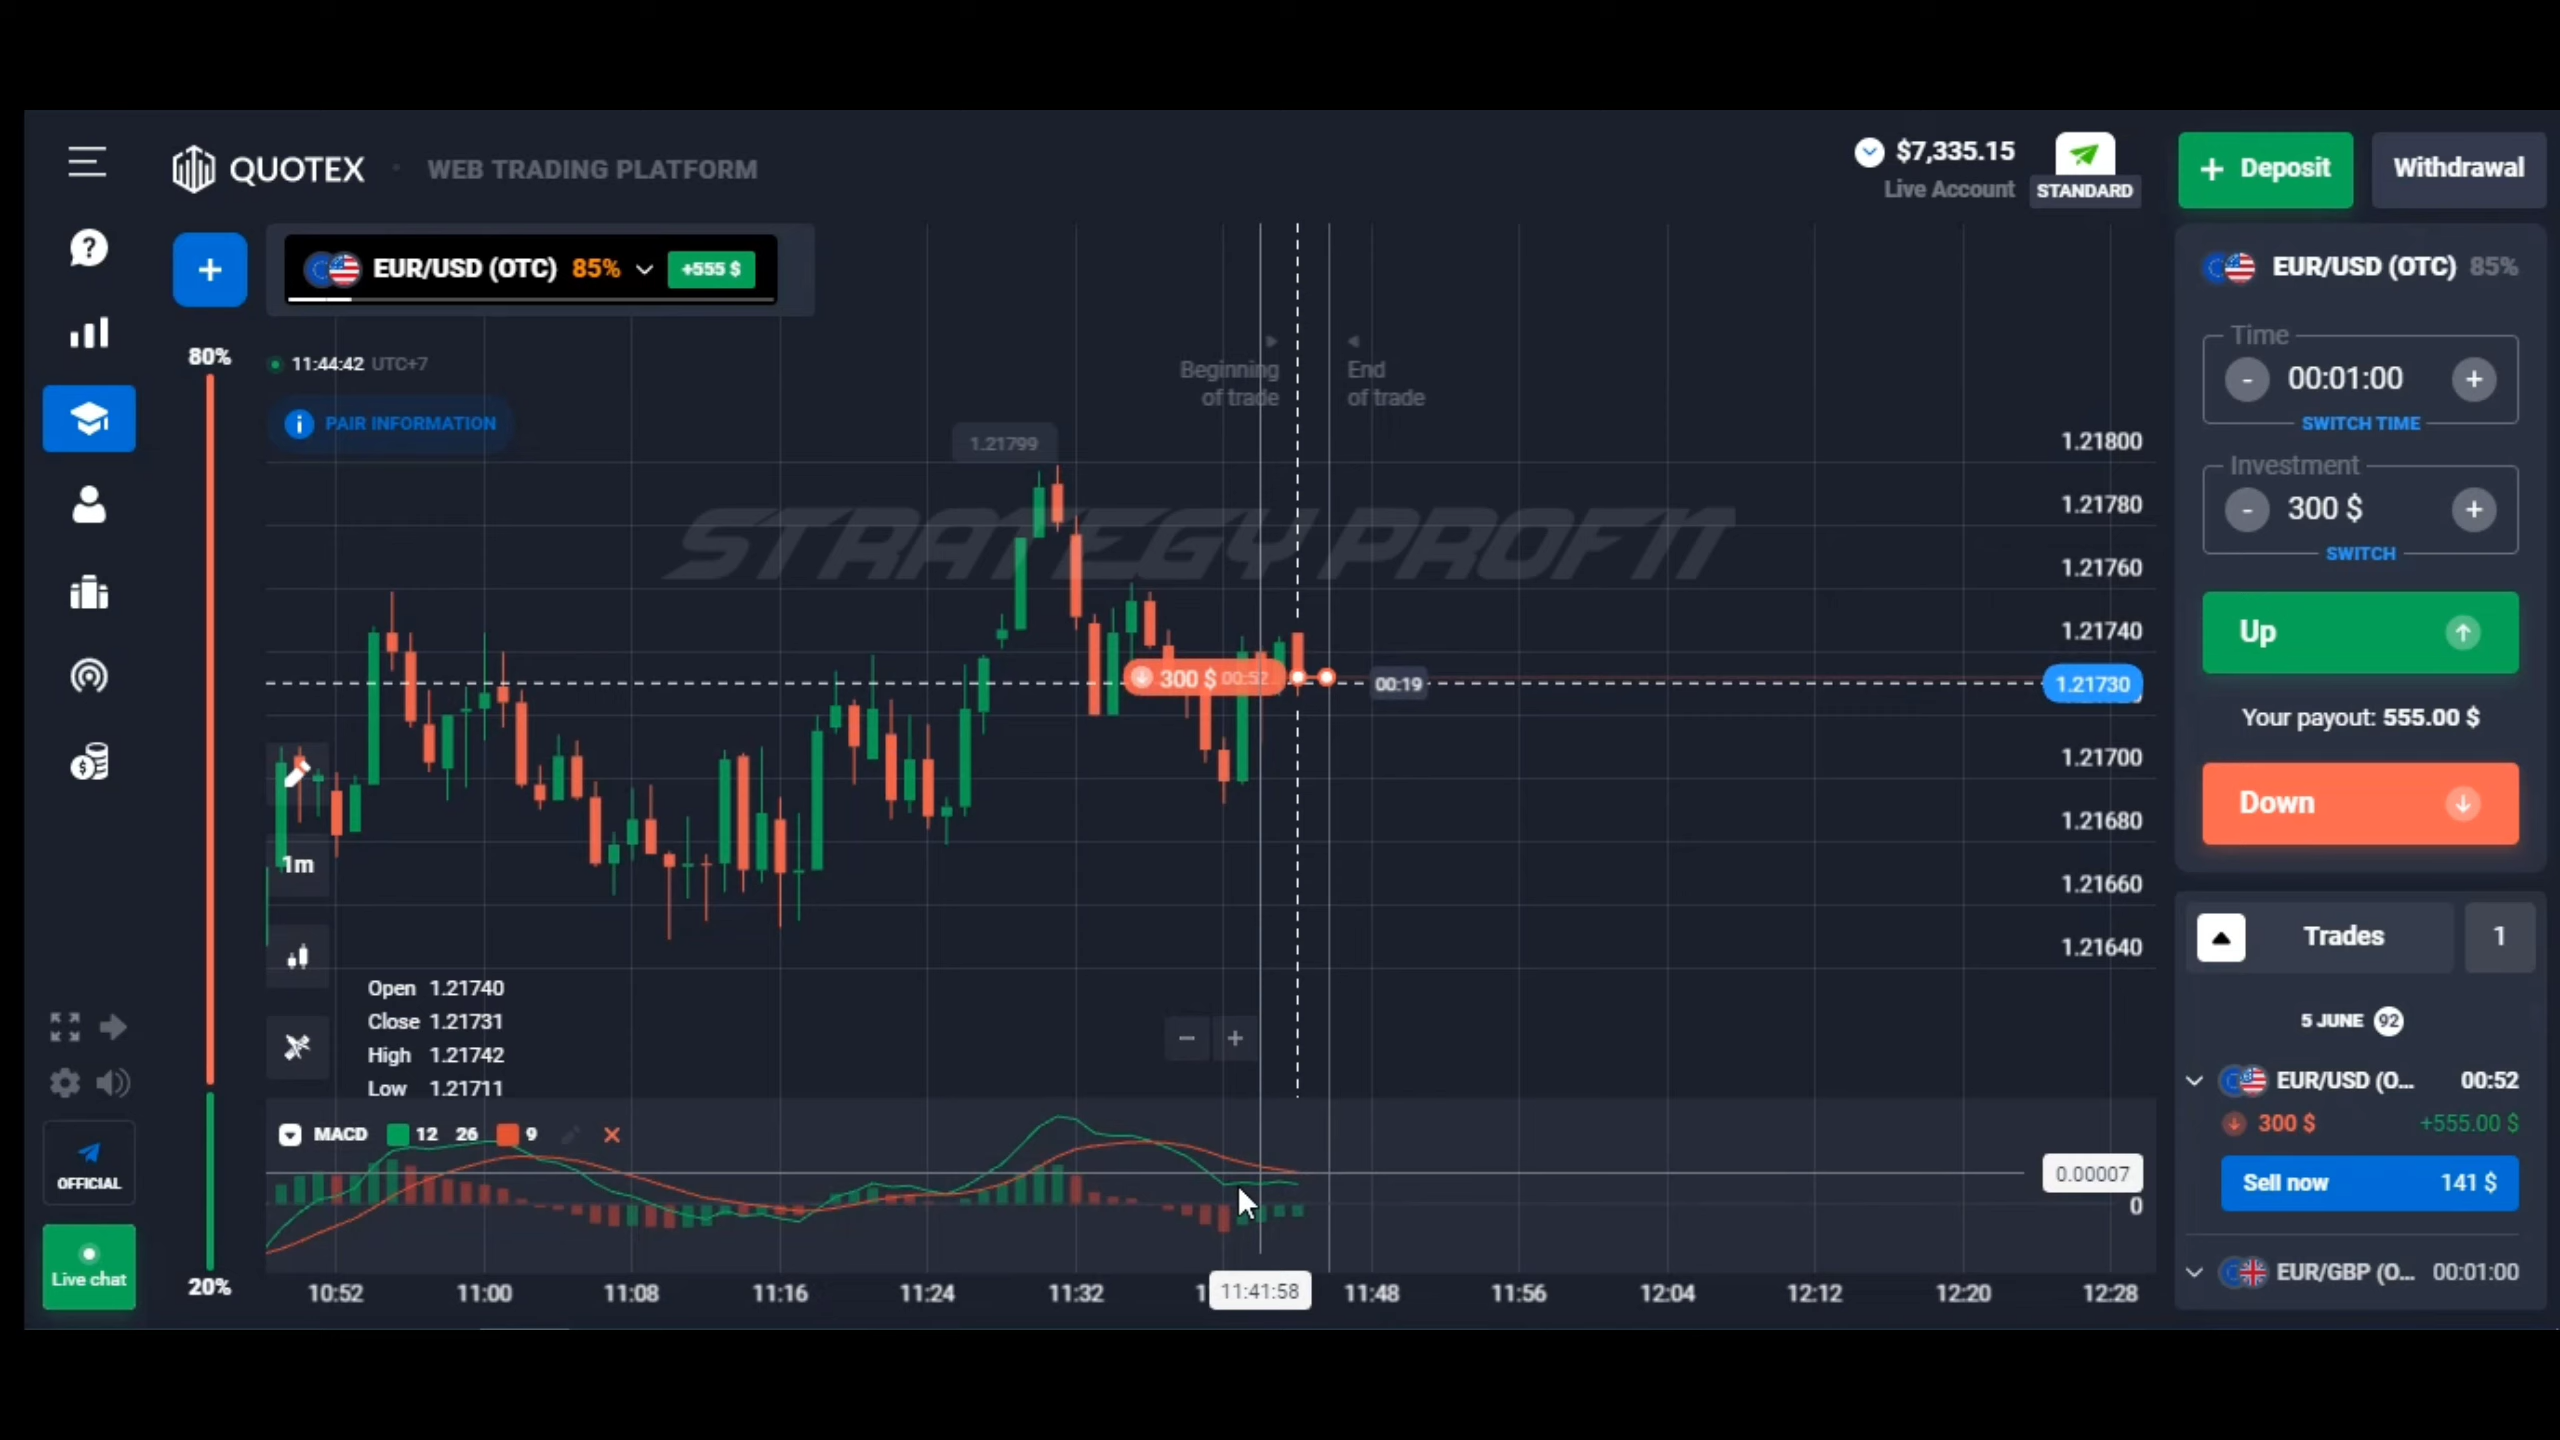 QUOTEX · WEB TRADING PLATFORM
$7,335.15
Live Account
STANDARD
+ Deposit
Withdrawal
+
EUR/USD (OTC) 85% +555 $
80%
11:44:42 UTC+7
PAIR INFORMATION
Beginning
of trade
End
of trade
1.21799
STRATEGY PROFIT
300 $ 00:52
00:19
1.21800
1.21780
1.21760
1.21740
1.21730
1.21700
1.21680
1.21660
1.21640
1m
Open 1.21740
Close 1.21731
High 1.21742
Low 1.21711
− +
MACD 12 26 9
0.00007
0
20%
10:52 11:00 11:08 11:16 11:24 11:32 11:41:58 11:48 11:56 12:04 12:12 12:20 12:28
OFFICIAL
Live chat
EUR/USD (OTC) 85%
Time
- 00:01:00 +
SWITCH TIME
Investment
- 300 $ +
SWITCH
Up
Your payout: 555.00 $
Down
Trades 1
5 JUNE 92
EUR/USD (O... 00:52
300 $ +555.00 $
Sell now 141 $
EUR/GBP (O... 00:01:00